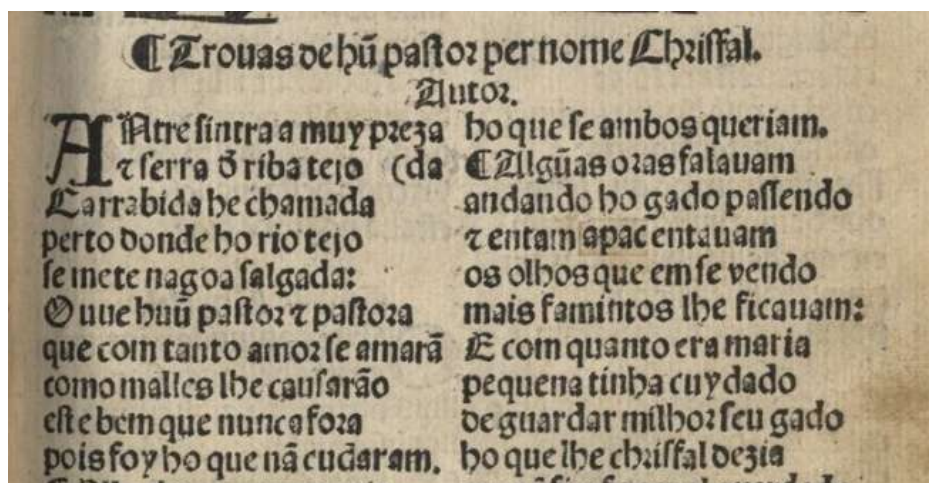 ¶ Trouas de hũ pastor per nome Chrisfal.
Autor.
ANtre sintra a muy preza
⁊ serra d̃ riba tejo (da
Larrabida he chamada
perto donde ho rio tejo
se mete nagoa salgada:
Ouue huũ pastor ⁊ pastora
que com tanto amor se amarã
como malles lhe causarão
este bem que nunca fora
pois foy ho que nã cudaram.
ho que se ambos queriam.
¶ Algũas oras falauam
andando ho gado passendo
⁊ entam apacentauam
os olhos que em se vendo
mais famintos lhe ficauam:
E com quanto era maria
pequena tinha cuydado
de guardar milhor seu gado
ho que lhe chrisfal dezia